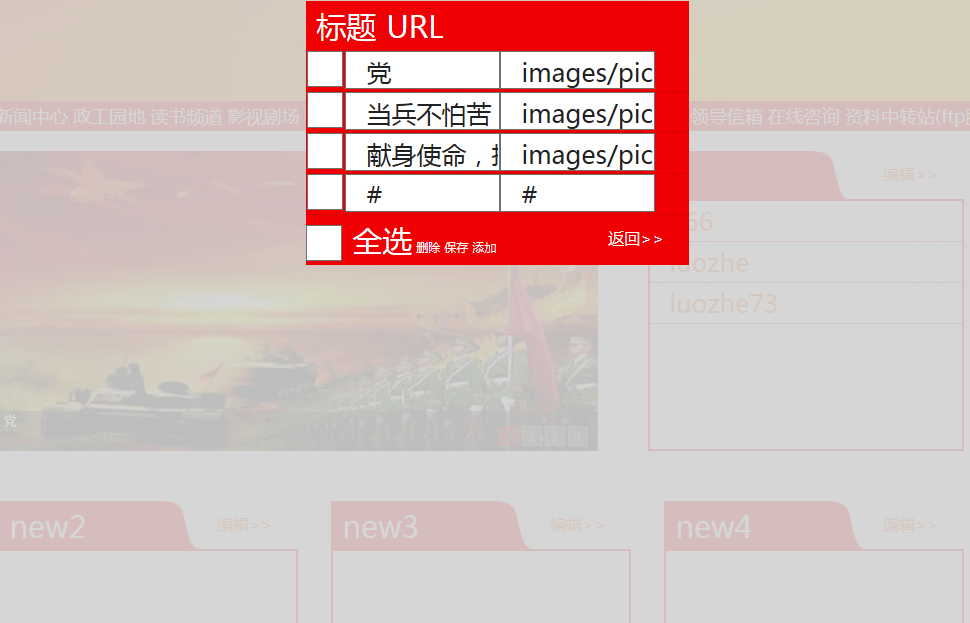 标题 URL
党 images/pic
当兵不怕苦 images/pic
献身使命， images/pic
# #
全选 删除 保存 添加 返回>>
新闻中心 政工园地 读书频道 影视剧场 领导信箱 在线咨询 资料中转站(ftp
编辑>>
编辑>>
66
luozhe
luozhe73
党
2 3 4
new2 编辑>> new3 编辑>> new4 编辑>>